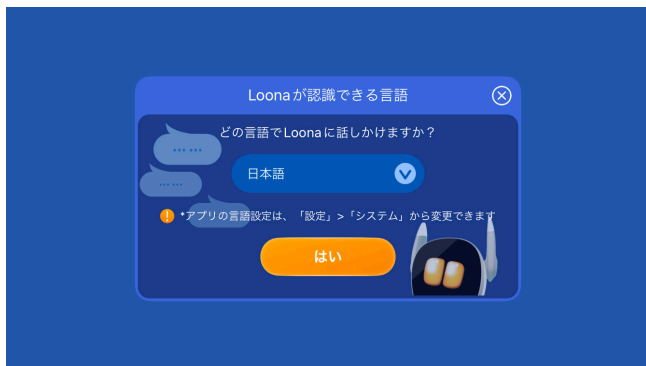 Loonaが認識できる言語
どの言語でLoonaに話しかけますか？
... ...
日本語
... ...
*アプリの言語設定は、「設定」>「システム」から変更できます
はい